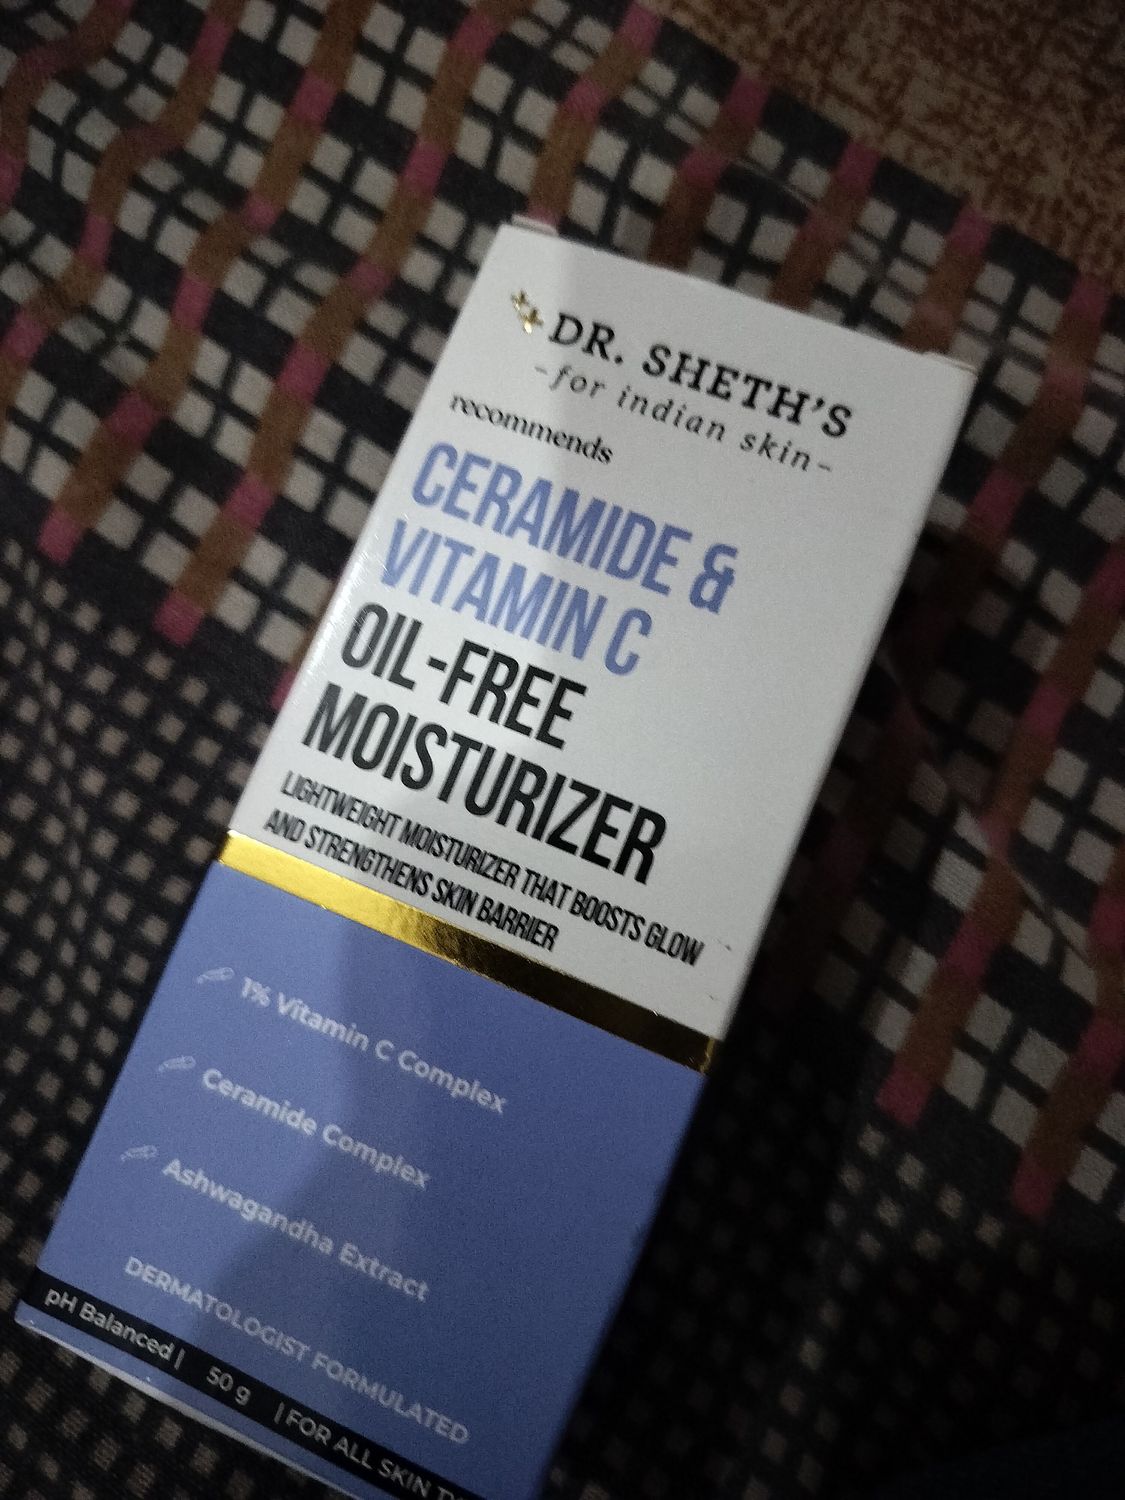 DR. SHETH'S
-for indian skin-
recommends
CERAMIDE &
VITAMIN C
OIL-FREE
MOISTURIZER
LIGHTWEIGHT MOISTURIZER THAT BOOSTS GLOW
AND STRENGTHENS SKIN BARRIER
1% Vitamin C Complex
Ceramide Complex
Ashwagandha Extract
DERMATOLOGIST FORMULATED
pH Balanced | 50 g | FOR ALL SKIN